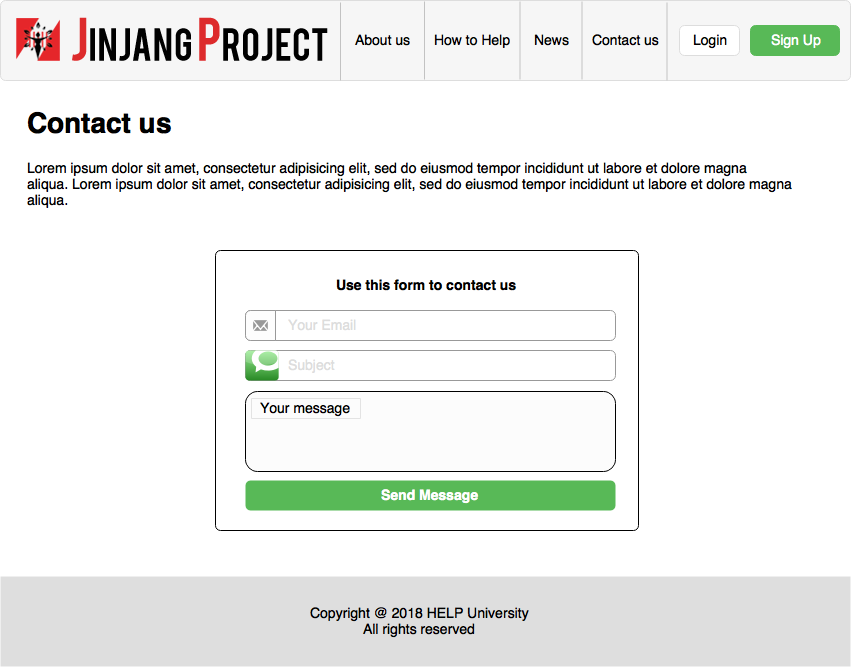 JINJANG PROJECT
About us
How to Help
News
Contact us
Login
Sign Up
Contact us
Lorem ipsum dolor sit amet, consectetur adipisicing elit, sed do eiusmod tempor incididunt ut labore et dolore magna
aliqua. Lorem ipsum dolor sit amet, consectetur adipisicing elit, sed do eiusmod tempor incididunt ut labore et dolore magna
aliqua.
Use this form to contact us
Your Email
Subject
Your message
Send Message
Copyright @ 2018 HELP University
All rights reserved